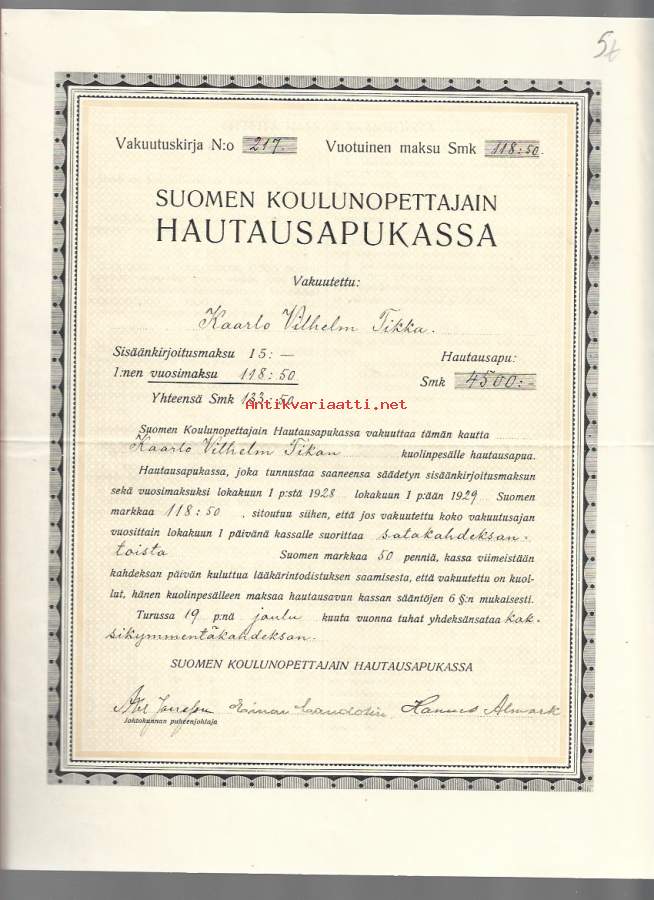 5
Vakuutuskirja N:o 217. Vuotuinen maksu Smk 118:50.
SUOMEN KOULUNOPETTAJAIN
HAUTAUSAPUKASSA
Vakuutettu:
Kaarlo Vilhelm Tikka.
Sisäänkirjoitusmaksu 15:— Hautausapu:
1:nen vuosimaksu 118:50 Smk 4500:-
Yhteensä Smk 133:50
Antikvariaatti.net
Suomen Koulunopettajain Hautausapukassa vakuuttaa tämän kautta
Kaarlo Vilhelm Tikan kuolinpesälle hautausapua.
Hautausapukassa, joka tunnustaa saaneensa säädetyn sisäänkirjoitusmaksun
sekä vuosimaksuksi lokakuun 1 p:stä 1928 lokakuun 1 p:ään 1929 Suomen
markkaa 118:50, sitoutuu siihen, että jos vakuutettu koko vakuutusajan
vuosittain lokakuun 1 päivänä kassalle suorittaa satakahdeksan-
toista Suomen markkaa 50 penniä, kassa viimeistään
kahdeksan päivän kuluttua lääkärintodistuksen saamisesta, että vakuutettu on kuol-
lut, hänen kuolinpesälleen maksaa hautausavun kassan sääntöjen 6 §:n mukaisesti.
Turussa 19 p:nä joulu kuuta vuonna tuhat yhdeksänsataa kak-
sikymmentäkahdeksan.
SUOMEN KOULUNOPETTAJAIN HAUTAUSAPUKASSA
Einar Hannes Almark
Johtokunnan puheenjohtaja